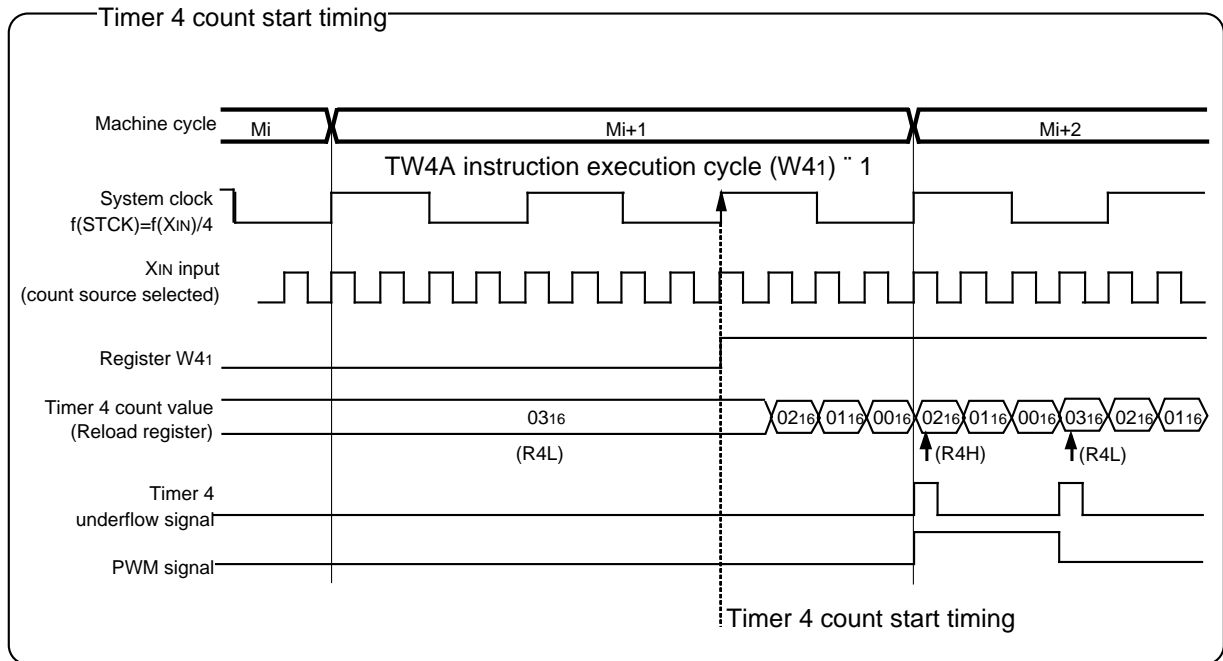 Timer 4 count start timing
Machine cycle
Mi
Mi+1
Mi+2
TW4A instruction execution cycle (W41) ¨ 1
System clock
f(STCK)=f(XIN)/4
XIN input
(count source selected)
Register W41
Timer 4 count value
(Reload register)
0316 0216 0116 0016 0216 0116 0016 0316 0216 0116
(R4L) (R4H) (R4L)
Timer 4
underflow signal
PWM signal
Timer 4 count start timing